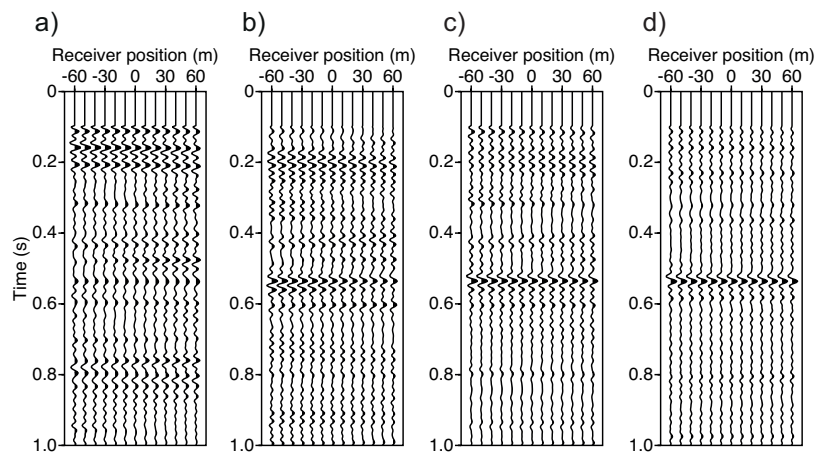 a) b) c) d)
Receiver position (m) Receiver position (m) Receiver position (m) Receiver position (m)
-60 -30 0 30 60 -60 -30 0 30 60 -60 -30 0 30 60 -60 -30 0 30 60
0 0 0 0
0.2 0.2 0.2 0.2
0.4 0.4 0.4 0.4
Time (s)
0.6 0.6 0.6 0.6
0.8 0.8 0.8 0.8
1.0 1.0 1.0 1.0